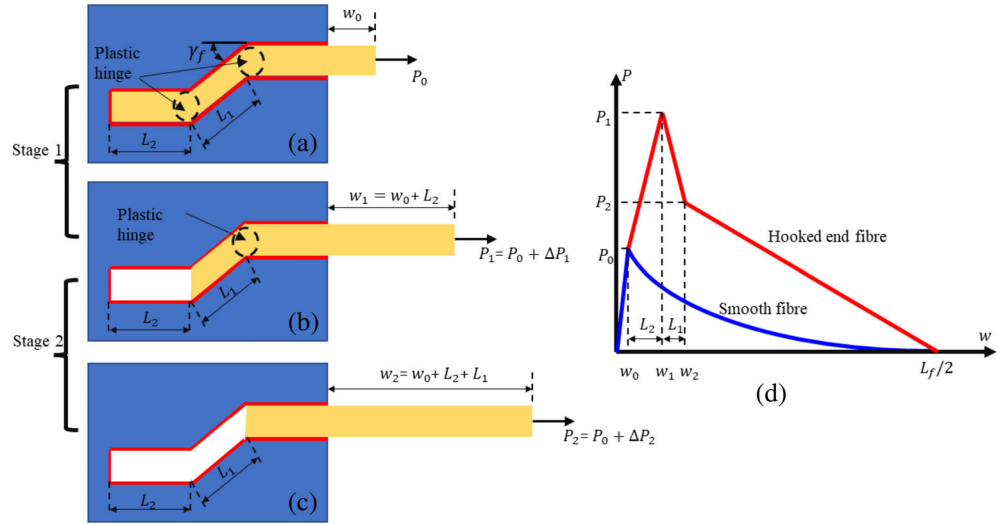 w₀
γ_f
Plastic
hinge
P₀
L₁
L₂
(a)
Stage 1
w₁ = w₀+ L₂
Plastic
hinge
P₁= P₀ + ΔP₁
L₁
L₂
(b)
Stage 2
w₂= w₀+ L₂+ L₁
P₂= P₀ + ΔP₂
L₁
L₂
(c)
P
P₁
P₂
P₀
Hooked end fibre
Smooth fibre
L₂ L₁
w
w₀ w₁ w₂ L_f/2
(d)